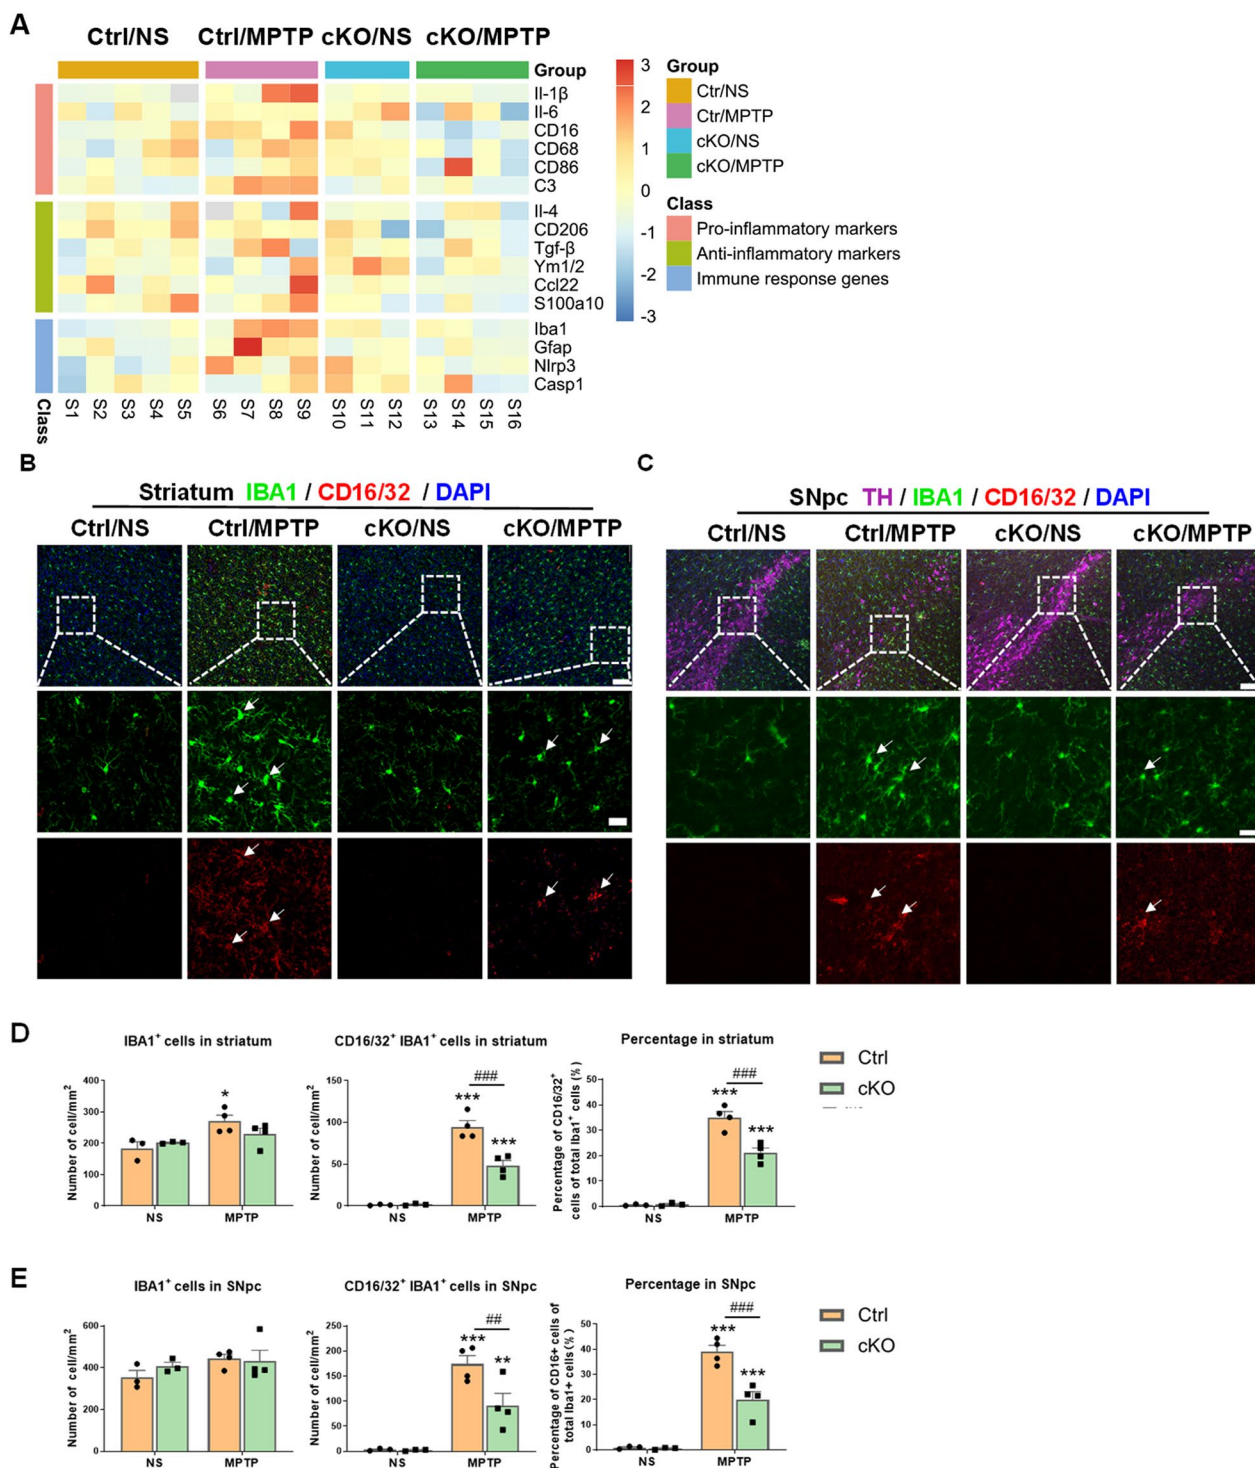 A
Ctrl/NS Ctrl/MPTP cKO/NS cKO/MPTP
Group
Il-1β
Il-6
CD16
CD68
CD86
C3
Il-4
CD206
Tgf-β
Ym1/2
Ccl22
S100a10
Iba1
Gfap
Nlrp3
Casp1
Class
S1 S2 S3 S4 S5 S6 S7 S8 S9 S10 S11 S12 S13 S14 S15 S16
3
2
1
0
-1
-2
-3
Group
Ctr/NS
Ctr/MPTP
cKO/NS
cKO/MPTP
Class
Pro-inflammatory markers
Anti-inflammatory markers
Immune response genes
B
Striatum IBA1 / CD16/32 / DAPI
Ctrl/NS Ctrl/MPTP cKO/NS cKO/MPTP
C
SNpc TH / IBA1 / CD16/32 / DAPI
Ctrl/NS Ctrl/MPTP cKO/NS cKO/MPTP
D
IBA1⁺ cells in striatum
Number of cell/mm²
400
300
200
100
0
*
NS MPTP
CD16/32⁺ IBA1⁺ cells in striatum
Number of cell/mm²
150
100
50
0
###
***
***
NS MPTP
Percentage in striatum
Percentage of CD16/32⁺
cells of total Iba1⁺ cells (%)
50
40
30
20
10
0
###
***
***
NS MPTP
Ctrl
cKO
E
IBA1⁺ cells in SNpc
Number of cell/mm²
600
400
200
0
NS MPTP
CD16/32⁺ IBA1⁺ cells in SNpc
Number of cell/mm²
250
200
150
100
50
0
##
***
**
NS MPTP
Percentage in SNpc
Percentage of CD16+ cells of
total Iba1+ cells (%)
50
40
30
20
10
0
###
***
***
NS MPTP
Ctrl
cKO